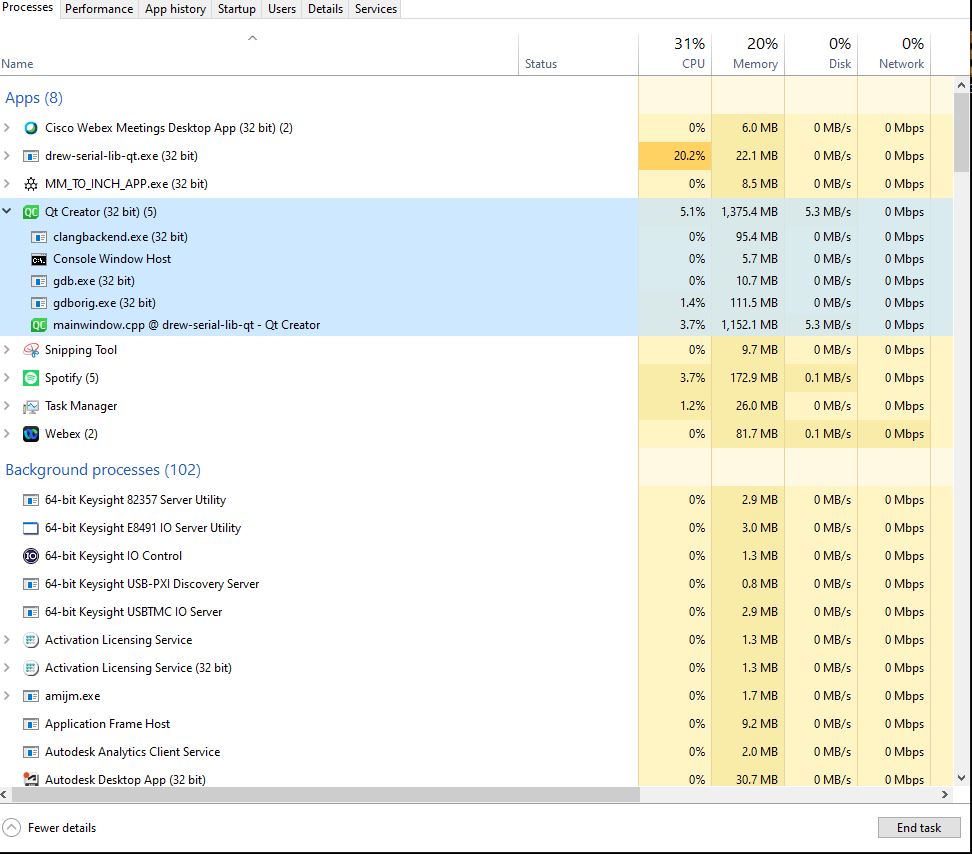 Processes Performance App history Startup Users Details Services
31% 20% 0% 0%
Name Status CPU Memory Disk Network
Apps (8)
Cisco Webex Meetings Desktop App (32 bit) (2) 0% 6.0 MB 0 MB/s 0 Mbps
drew-serial-lib-qt.exe (32 bit) 20.2% 22.1 MB 0 MB/s 0 Mbps
MM_TO_INCH_APP.exe (32 bit) 0% 8.5 MB 0 MB/s 0 Mbps
QC Qt Creator (32 bit) (5) 5.1% 1,375.4 MB 5.3 MB/s 0 Mbps
clangbackend.exe (32 bit) 0% 95.4 MB 0 MB/s 0 Mbps
Console Window Host 0% 5.7 MB 0 MB/s 0 Mbps
gdb.exe (32 bit) 0% 10.7 MB 0 MB/s 0 Mbps
gdborig.exe (32 bit) 1.4% 111.5 MB 0 MB/s 0 Mbps
QC mainwindow.cpp @ drew-serial-lib-qt - Qt Creator 3.7% 1,152.1 MB 5.3 MB/s 0 Mbps
Snipping Tool 0% 9.7 MB 0 MB/s 0 Mbps
Spotify (5) 3.7% 172.9 MB 0.1 MB/s 0 Mbps
Task Manager 1.2% 26.0 MB 0 MB/s 0 Mbps
Webex (2) 0% 81.7 MB 0.1 MB/s 0 Mbps
Background processes (102)
64-bit Keysight 82357 Server Utility 0% 2.9 MB 0 MB/s 0 Mbps
64-bit Keysight E8491 IO Server Utility 0% 3.0 MB 0 MB/s 0 Mbps
IO 64-bit Keysight IO Control 0% 1.3 MB 0 MB/s 0 Mbps
64-bit Keysight USB-PXI Discovery Server 0% 0.8 MB 0 MB/s 0 Mbps
64-bit Keysight USBTMC IO Server 0% 2.9 MB 0 MB/s 0 Mbps
Activation Licensing Service 0% 1.3 MB 0 MB/s 0 Mbps
Activation Licensing Service (32 bit) 0% 1.3 MB 0 MB/s 0 Mbps
amijm.exe 0% 1.7 MB 0 MB/s 0 Mbps
Application Frame Host 0% 9.2 MB 0 MB/s 0 Mbps
Autodesk Analytics Client Service 0% 2.0 MB 0 MB/s 0 Mbps
Autodesk Desktop App (32 bit) 0% 30.7 MB 0 MB/s 0 Mbps
Fewer details End task